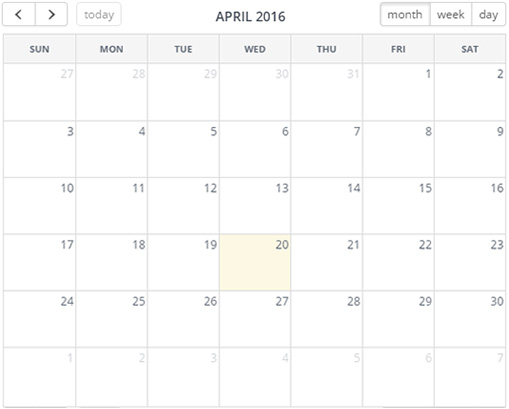 today APRIL 2016 month week day
SUN MON TUE WED THU FRI SAT
27 28 29 30 31 1 2
3 4 5 6 7 8 9
10 11 12 13 14 15 16
17 18 19 20 21 22 23
24 25 26 27 28 29 30
1 2 3 4 5 6 7